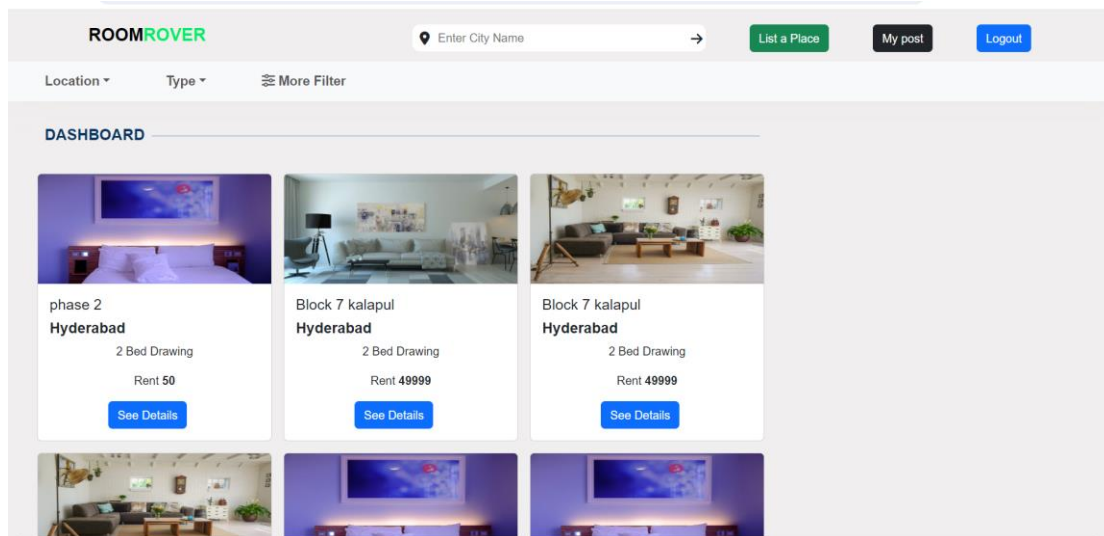 ROOMROVER
Enter City Name
List a Place
My post
Logout
Location
Type
More Filter
DASHBOARD
phase 2
Hyderabad
2 Bed Drawing
Rent 50
See Details
Block 7 kalapul
Hyderabad
2 Bed Drawing
Rent 49999
See Details
Block 7 kalapul
Hyderabad
2 Bed Drawing
Rent 49999
See Details